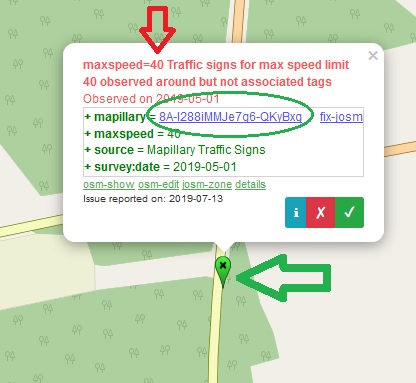 maxspeed=40 Traffic signs for max speed limit
40 observed around but not associated tags
Observed on 2019-05-01
+ mapillary = 8A-I288iMMJe7q6-QKyBxq fix-josm
+ maxspeed = 40
+ source = Mapillary Traffic Signs
+ survey:date = 2019-05-01
osm-show osm-edit josm-zone details
Issue reported on: 2019-07-13